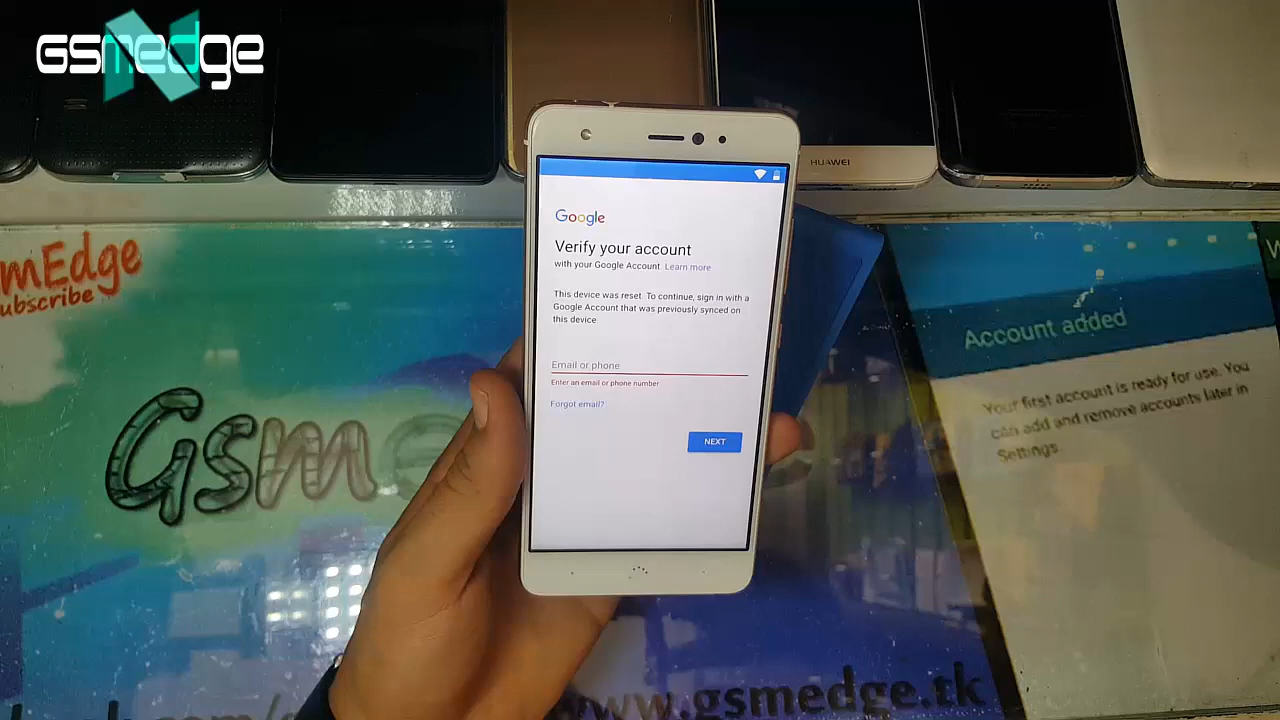 Gsmedge
HUAWEI
mEdge
ubscribe
Google
Verify your account
with your Google Account. Learn more
This device was reset. To continue, sign in with a
Google Account that was previously synced on
this device.
Email or phone
Enter an email or phone number
Forgot email?
NEXT
Account added
Your first account is ready for use. You
can add and remove accounts later in
Settings.
Gsm
www.gsmedge.tk